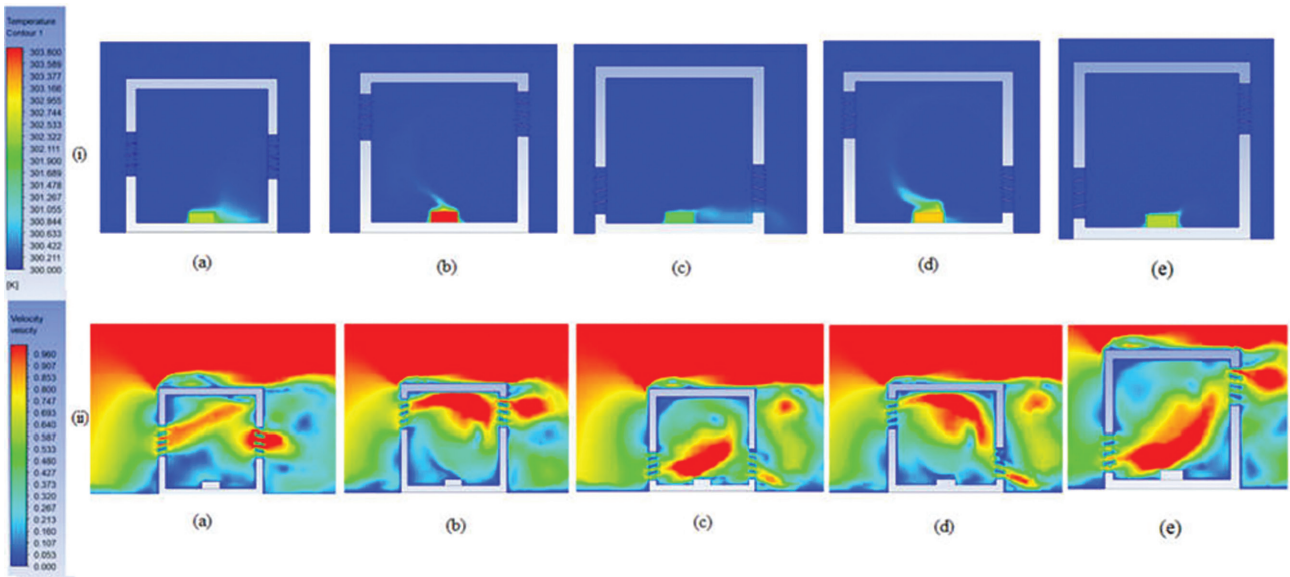 Temperature
Contour 1
303.800
303.589
303.377
303.166
302.955
302.744
302.533
302.322
302.111
301.900
301.689
301.478
301.267
301.055
300.844
300.633
300.422
300.211
300.000
[K]
(i)
(a)
(b)
(c)
(d)
(e)
Velocity
velocity
0.960
0.907
0.853
0.800
0.747
0.693
0.640
0.587
0.533
0.480
0.427
0.373
0.320
0.267
0.213
0.160
0.107
0.053
0.000
(ii)
(a)
(b)
(c)
(d)
(e)